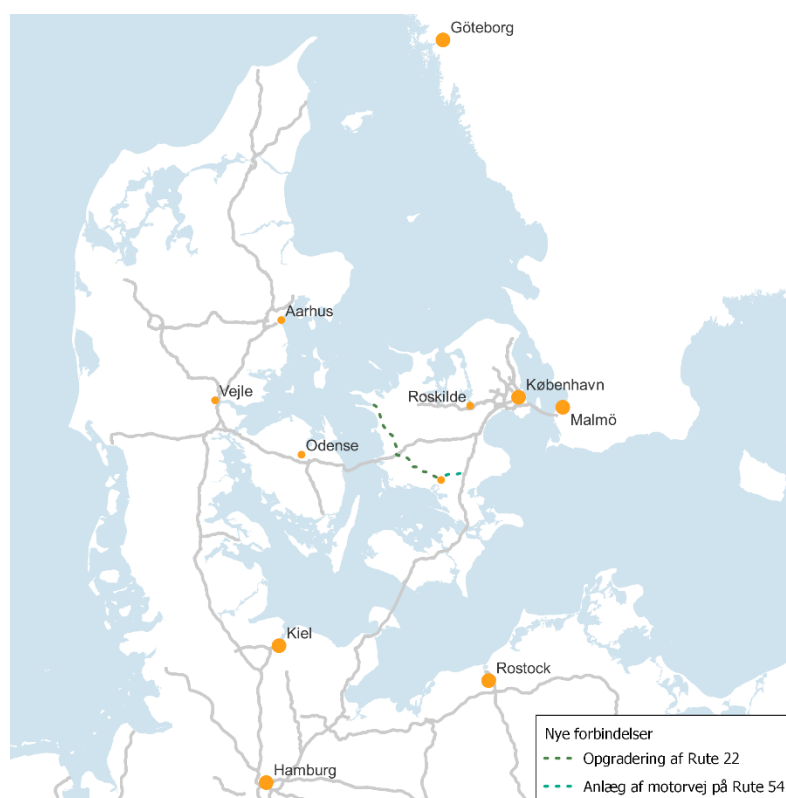 Göteborg
Aarhus
Vejle
Roskilde
København
Malmö
Odense
Kiel
Rostock
Hamburg
Nye forbindelser
Opgradering af Rute 22
Anlæg af motorvej på Rute 54